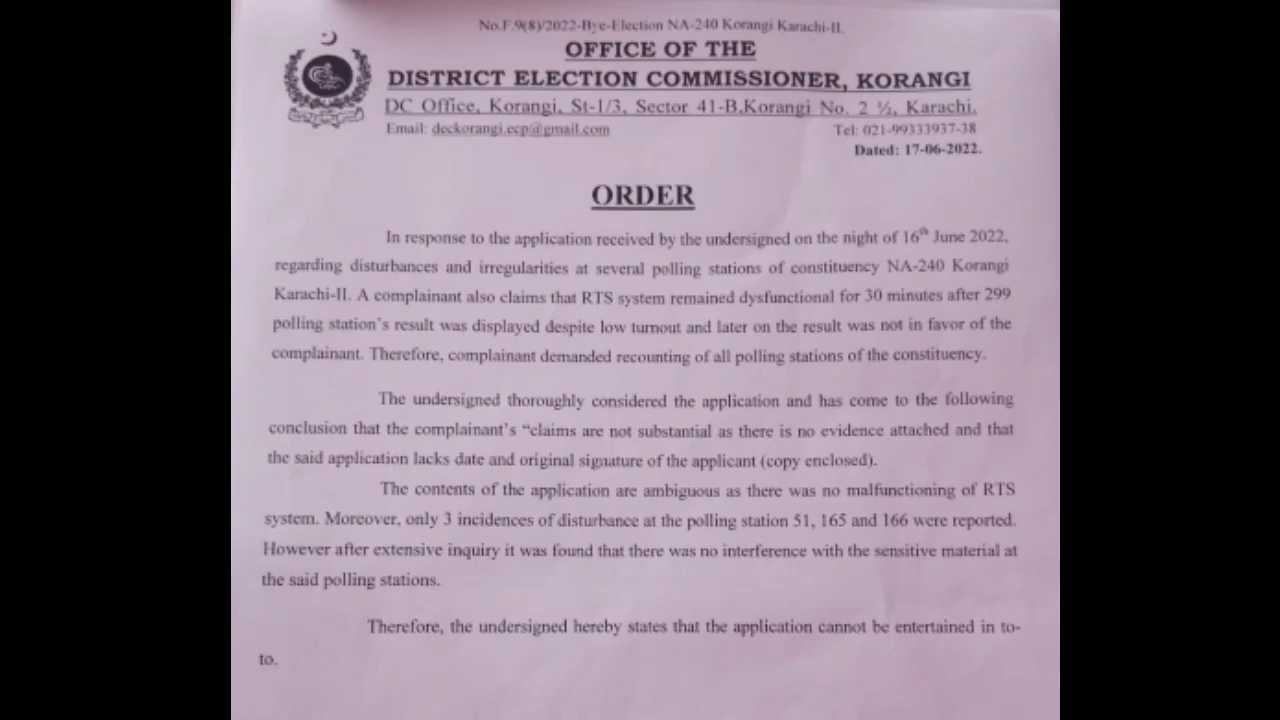 No.F.9(8)/2022-Bye-Election NA-240 Korangi Karachi-II.
OFFICE OF THE
DISTRICT ELECTION COMMISSIONER, KORANGI
DC Office, Korangi, St-1/3, Sector 41-B,Korangi No. 2 ½, Karachi.
Email: deckorangi.ecp@gmail.com Tel: 021-99333937-38
Dated: 17-06-2022.
ORDER
In response to the application received by the undersigned on the night of 16th June 2022,
regarding disturbances and irregularities at several polling stations of constituency NA-240 Korangi
Karachi-II. A complainant also claims that RTS system remained dysfunctional for 30 minutes after 299
polling station's result was displayed despite low turnout and later on the result was not in favor of the
complainant. Therefore, complainant demanded recounting of all polling stations of the constituency.
The undersigned thoroughly considered the application and has come to the following
conclusion that the complainant's "claims are not substantial as there is no evidence attached and that
the said application lacks date and original signature of the applicant (copy enclosed).
The contents of the application are ambiguous as there was no malfunctioning of RTS
system. Moreover, only 3 incidences of disturbance at the polling station 51, 165 and 166 were reported.
However after extensive inquiry it was found that there was no interference with the sensitive material at
the said polling stations.
Therefore, the undersigned hereby states that the application cannot be entertained in to-
to.